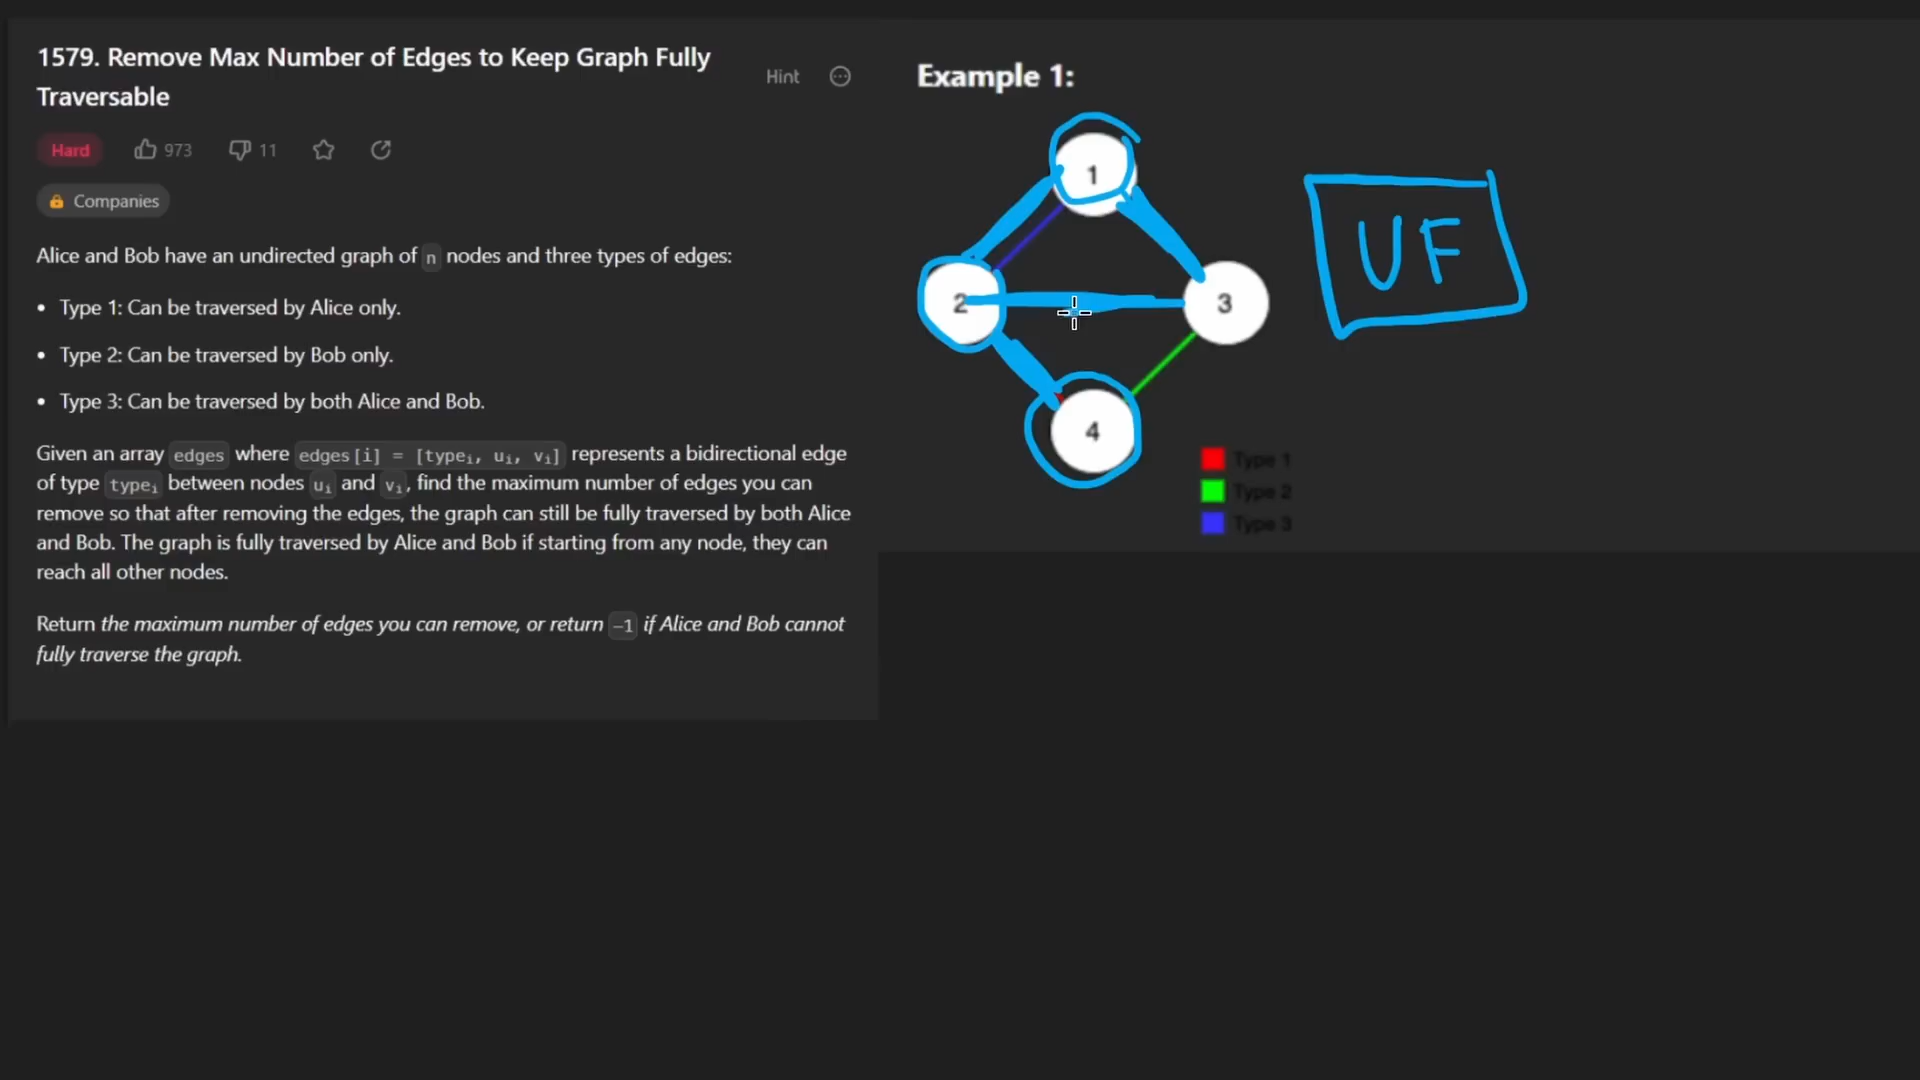 1579. Remove Max Number of Edges to Keep Graph Fully
Traversable
Hint
Hard 973 11
Companies
Alice and Bob have an undirected graph of n nodes and three types of edges:
• Type 1: Can be traversed by Alice only.
• Type 2: Can be traversed by Bob only.
• Type 3: Can be traversed by both Alice and Bob.
Given an array edges where edges[i] = [typeᵢ, uᵢ, vᵢ] represents a bidirectional edge
of type typeᵢ between nodes uᵢ and vᵢ, find the maximum number of edges you can
remove so that after removing the edges, the graph can still be fully traversed by both Alice
and Bob. The graph is fully traversed by Alice and Bob if starting from any node, they can
reach all other nodes.
Return the maximum number of edges you can remove, or return -1 if Alice and Bob cannot
fully traverse the graph.
Example 1:
1
2
3
4
UF
Type 1
Type 2
Type 3